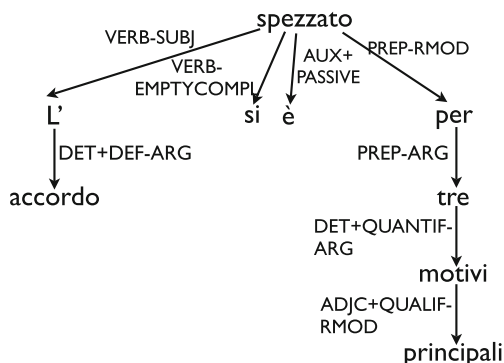 spezzato
VERB-SUBJ
VERB-
EMPTYCOMPL
AUX+
PASSIVE
PREP-RMOD
L'
si
è
per
DET+DEF-ARG
PREP-ARG
accordo
tre
DET+QUANTIF-
ARG
motivi
ADJC+QUALIF-
RMOD
principali